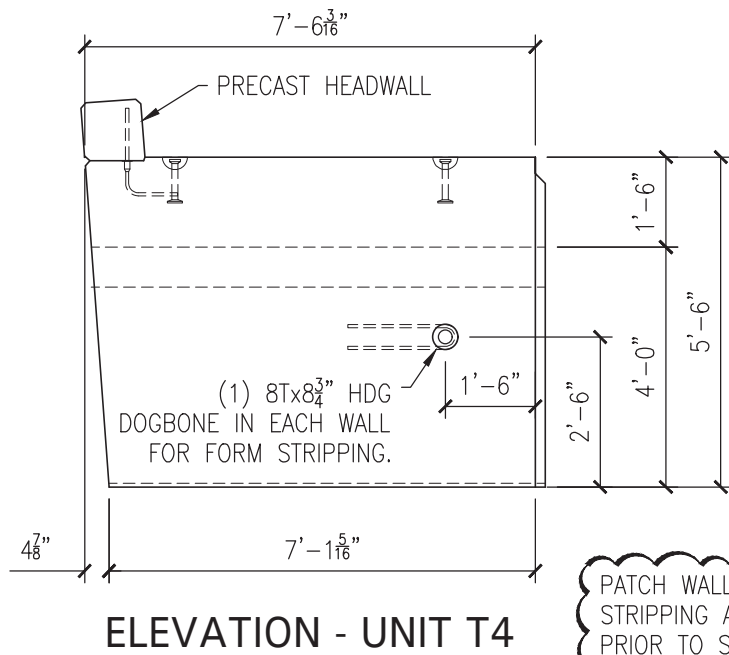 7'-6 3/16"
PRECAST HEADWALL
1'-6"
5'-6"
4'-0"
2'-6"
1'-6"
(1) 8Tx8 3/4" HDG
DOGBONE IN EACH WALL
FOR FORM STRIPPING.
4 7/8"
7'-1 5/16"
ELEVATION - UNIT T4
PATCH WALL
STRIPPING A
PRIOR TO S